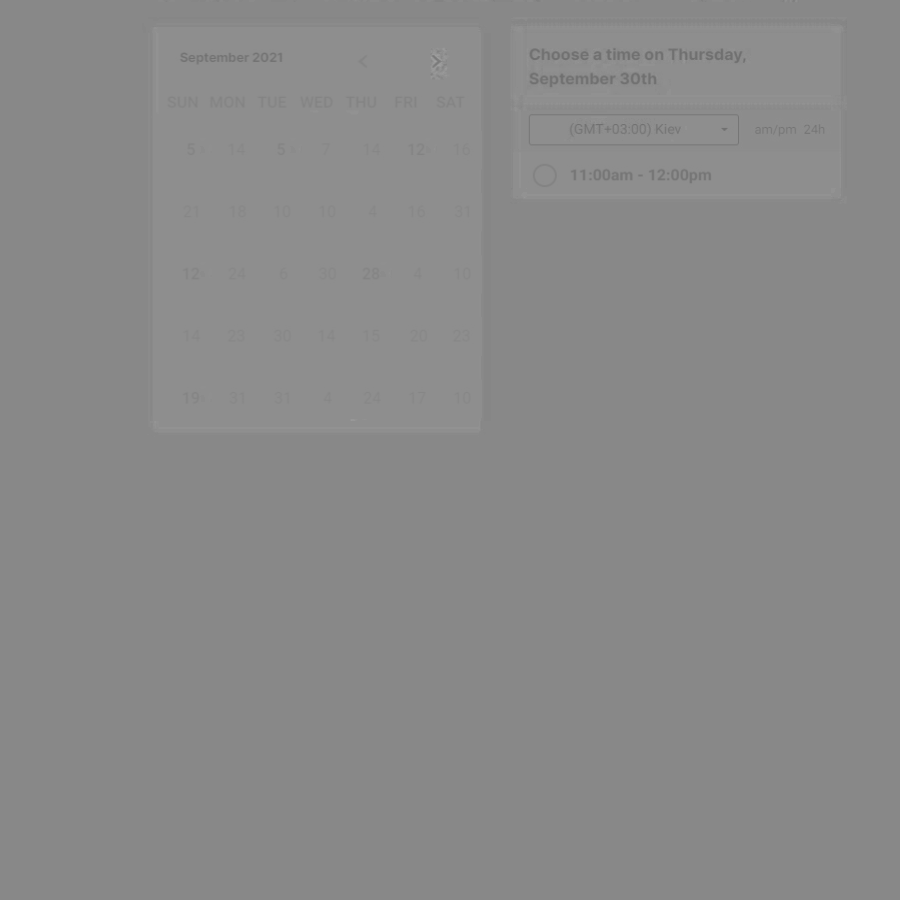 September 2021 < >
SUN MON TUE WED THU FRI SAT
5 14 5 7 14 12 16
21 18 10 10 4 16 31
12 24 6 30 28 4 10
14 23 30 14 15 20 23
19 31 31 4 24 17 10
Choose a time on Thursday,
September 30th
(GMT+03:00) Kiev am/pm 24h
11:00am - 12:00pm